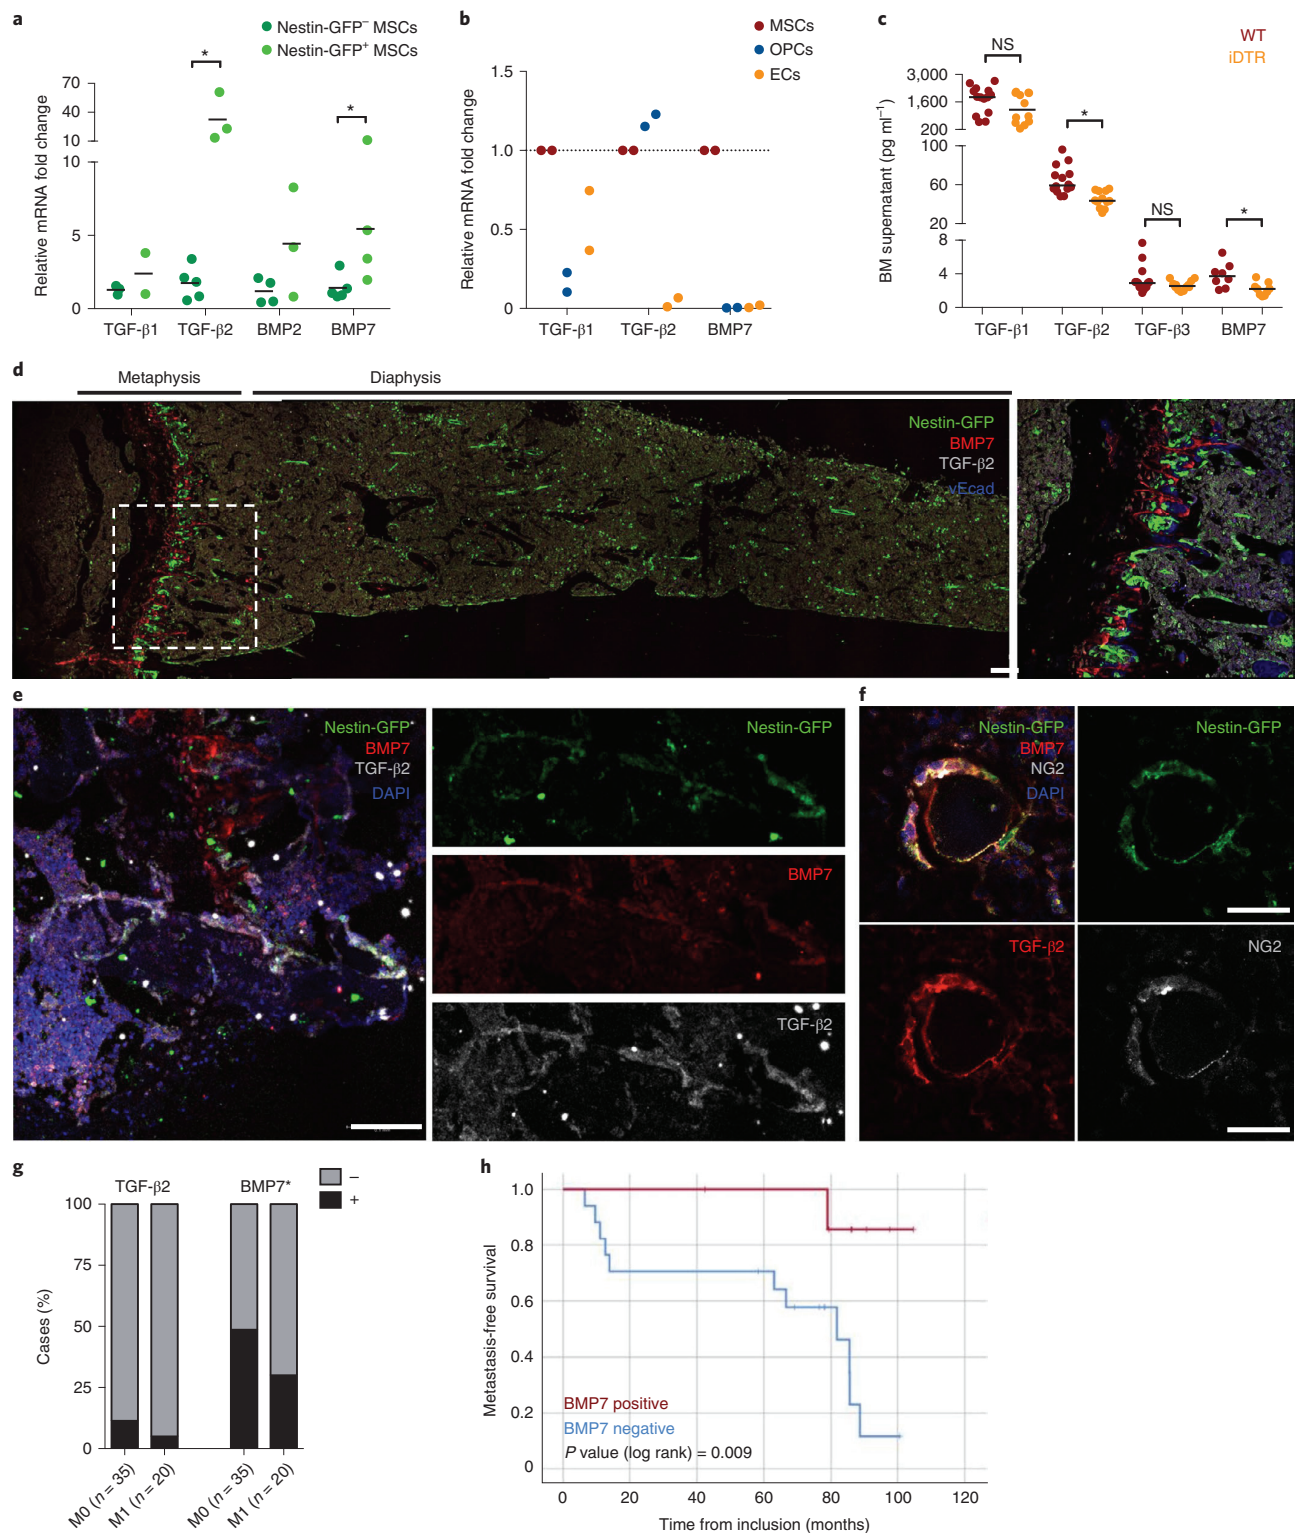 a
Nestin-GFP⁻ MSCs
Nestin-GFP⁺ MSCs
*
*
Relative mRNA fold change
70
40
10
10
5
0
TGF-β1
TGF-β2
BMP2
BMP7
b
MSCs
OPCs
ECs
Relative mRNA fold change
1.5
1.0
0.5
0
TGF-β1
TGF-β2
BMP7
c
WT
iDTR
NS
*
NS
*
BM supernatant (pg ml⁻¹)
3,000
1,600
200
100
60
20
8
4
0
TGF-β1
TGF-β2
TGF-β3
BMP7
d
Metaphysis
Diaphysis
Nestin-GFP
BMP7
TGF-β2
vEcad
e
Nestin-GFP
BMP7
TGF-β2
DAPI
Nestin-GFP
BMP7
TGF-β2
f
Nestin-GFP
BMP7
NG2
DAPI
Nestin-GFP
TGF-β2
NG2
g
TGF-β2
BMP7*
–
+
Cases (%)
100
75
50
25
0
M0 (n = 35)
M1 (n = 20)
M0 (n = 35)
M1 (n = 20)
h
Metastasis-free survival
1.0
0.8
0.6
0.4
0.2
0
BMP7 positive
BMP7 negative
P value (log rank) = 0.009
0
20
40
60
80
100
120
Time from inclusion (months)